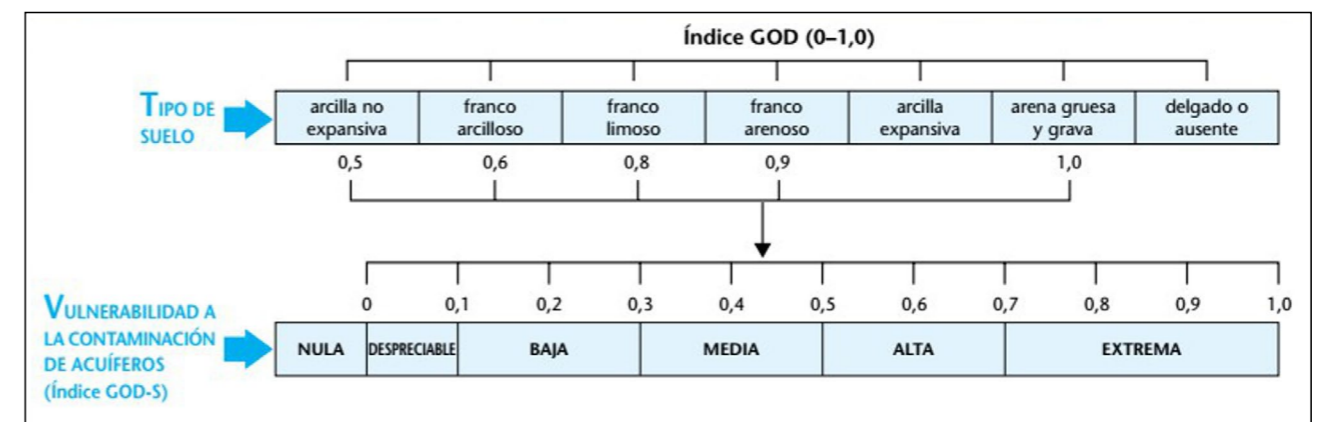 Índice GOD (0–1,0)
TIPO DE
SUELO
arcilla no
expansiva
franco
arcilloso
franco
limoso
franco
arenoso
arcilla
expansiva
arena gruesa
y grava
delgado o
ausente
0,5 0,6 0,8 0,9 1,0
0 0,1 0,2 0,3 0,4 0,5 0,6 0,7 0,8 0,9 1,0
VULNERABILIDAD A
LA CONTAMINACIÓN
DE ACUÍFEROS
(Índice GOD-S)
NULA DESPRECIABLE BAJA MEDIA ALTA EXTREMA